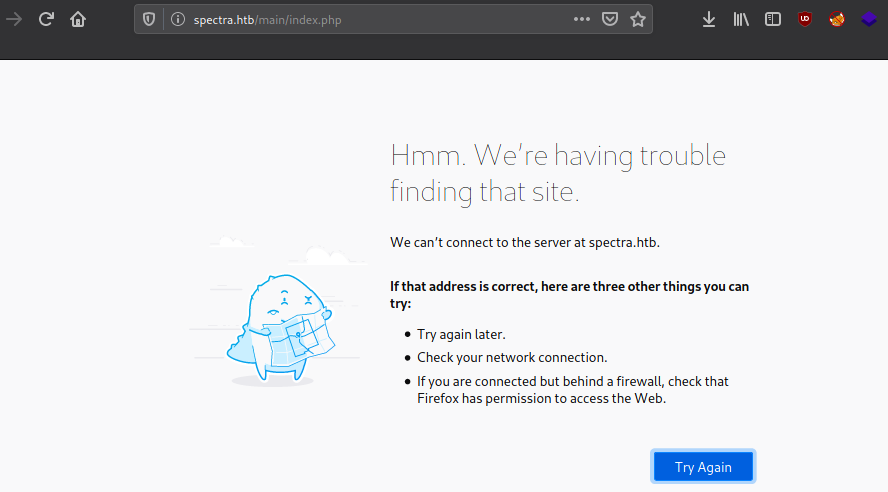 spectra.htb/main/index.php
Hmm. We're having trouble
finding that site.
We can't connect to the server at spectra.htb.
If that address is correct, here are three other things you can
try:
Try again later.
Check your network connection.
If you are connected but behind a firewall, check that
Firefox has permission to access the Web.
Try Again